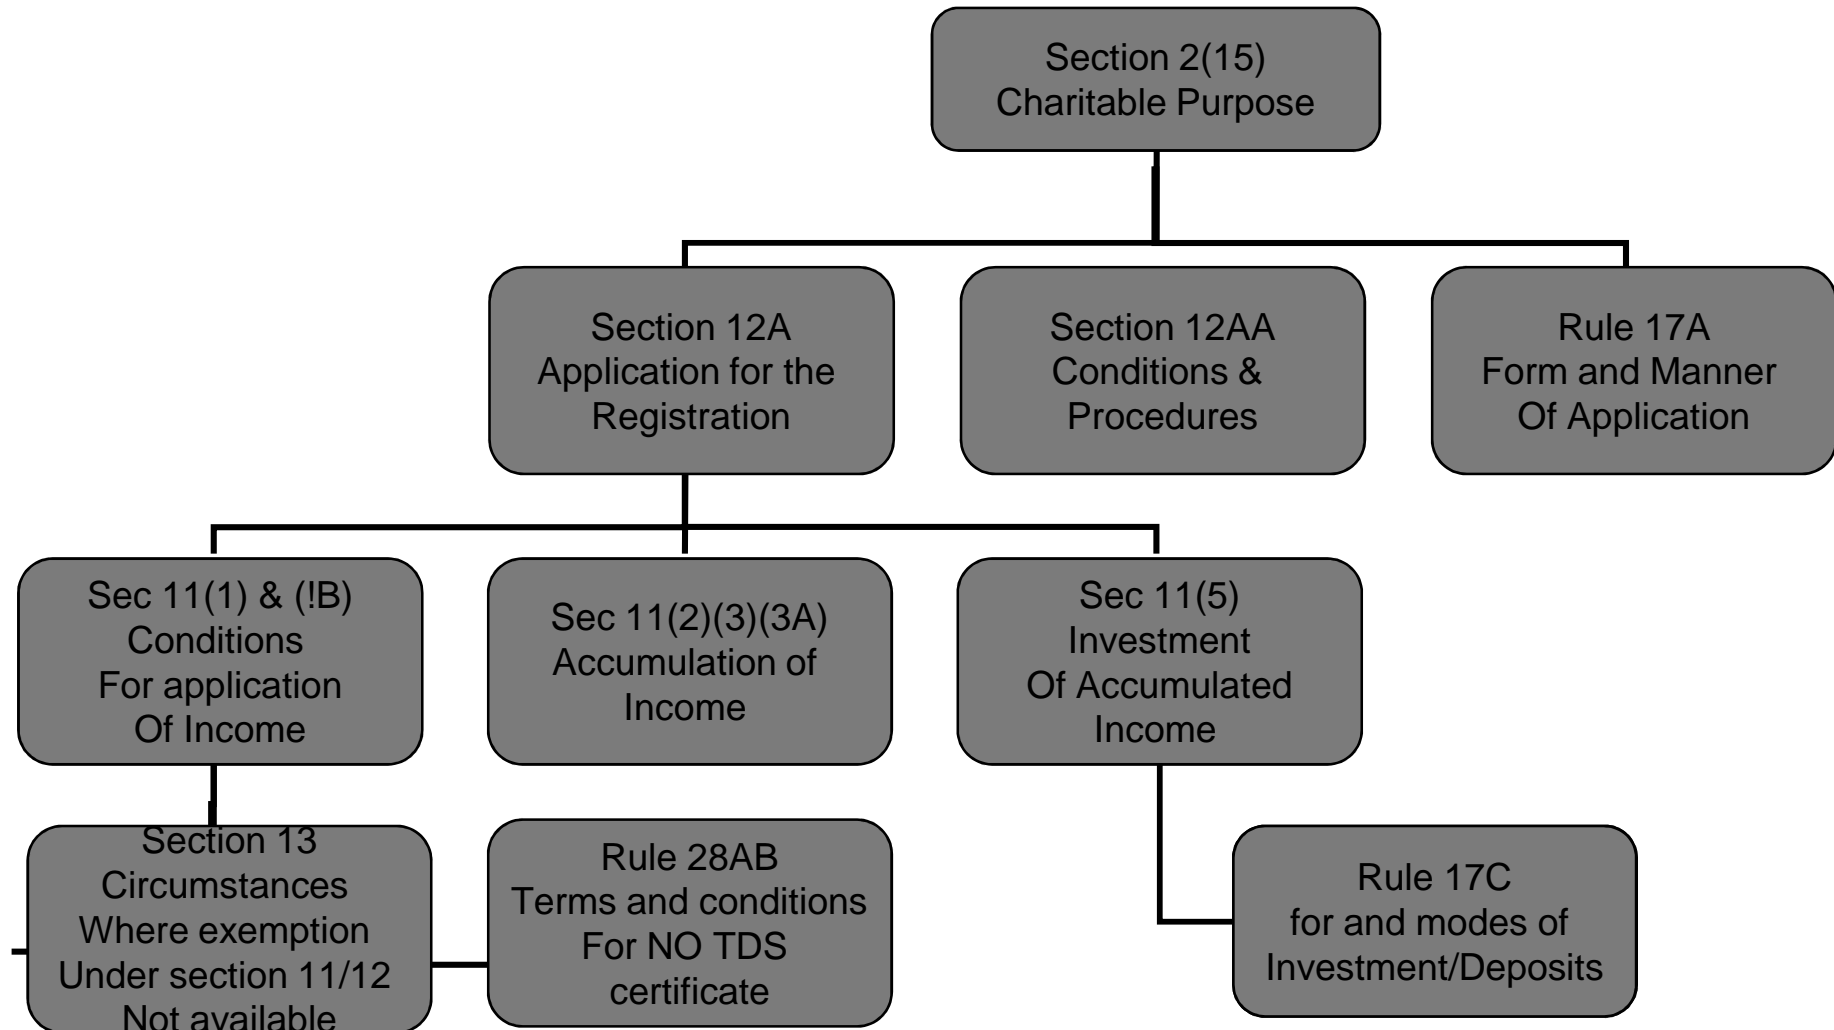 Section 2(15)
Charitable Purpose
Section 12A
Application for the
Registration
Section 12AA
Conditions &
Procedures
Rule 17A
Form and Manner
Of Application
Sec 11(1) & (!B)
Conditions
For application
Of Income
Sec 11(2)(3)(3A)
Accumulation of
Income
Sec 11(5)
Investment
Of Accumulated
Income
Section 13
Circumstances
Where exemption
Under section 11/12
Not available
Rule 28AB
Terms and conditions
For NO TDS
certificate
Rule 17C
for and modes of
Investment/Deposits